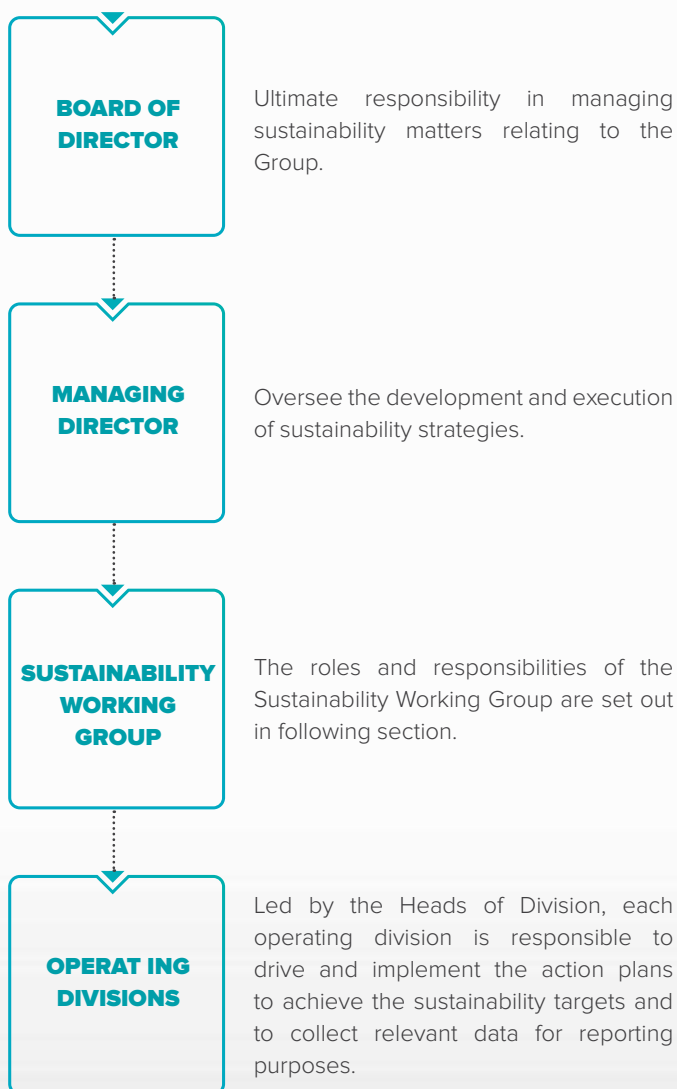 BOARD OF
DIRECTOR
Ultimate responsibility in managing
sustainability matters relating to the
Group.
MANAGING
DIRECTOR
Oversee the development and execution
of sustainability strategies.
SUSTAINABILITY
WORKING
GROUP
The roles and responsibilities of the
Sustainability Working Group are set out
in following section.
OPERAT ING
DIVISIONS
Led by the Heads of Division, each
operating division is responsible to
drive and implement the action plans
to achieve the sustainability targets and
to collect relevant data for reporting
purposes.